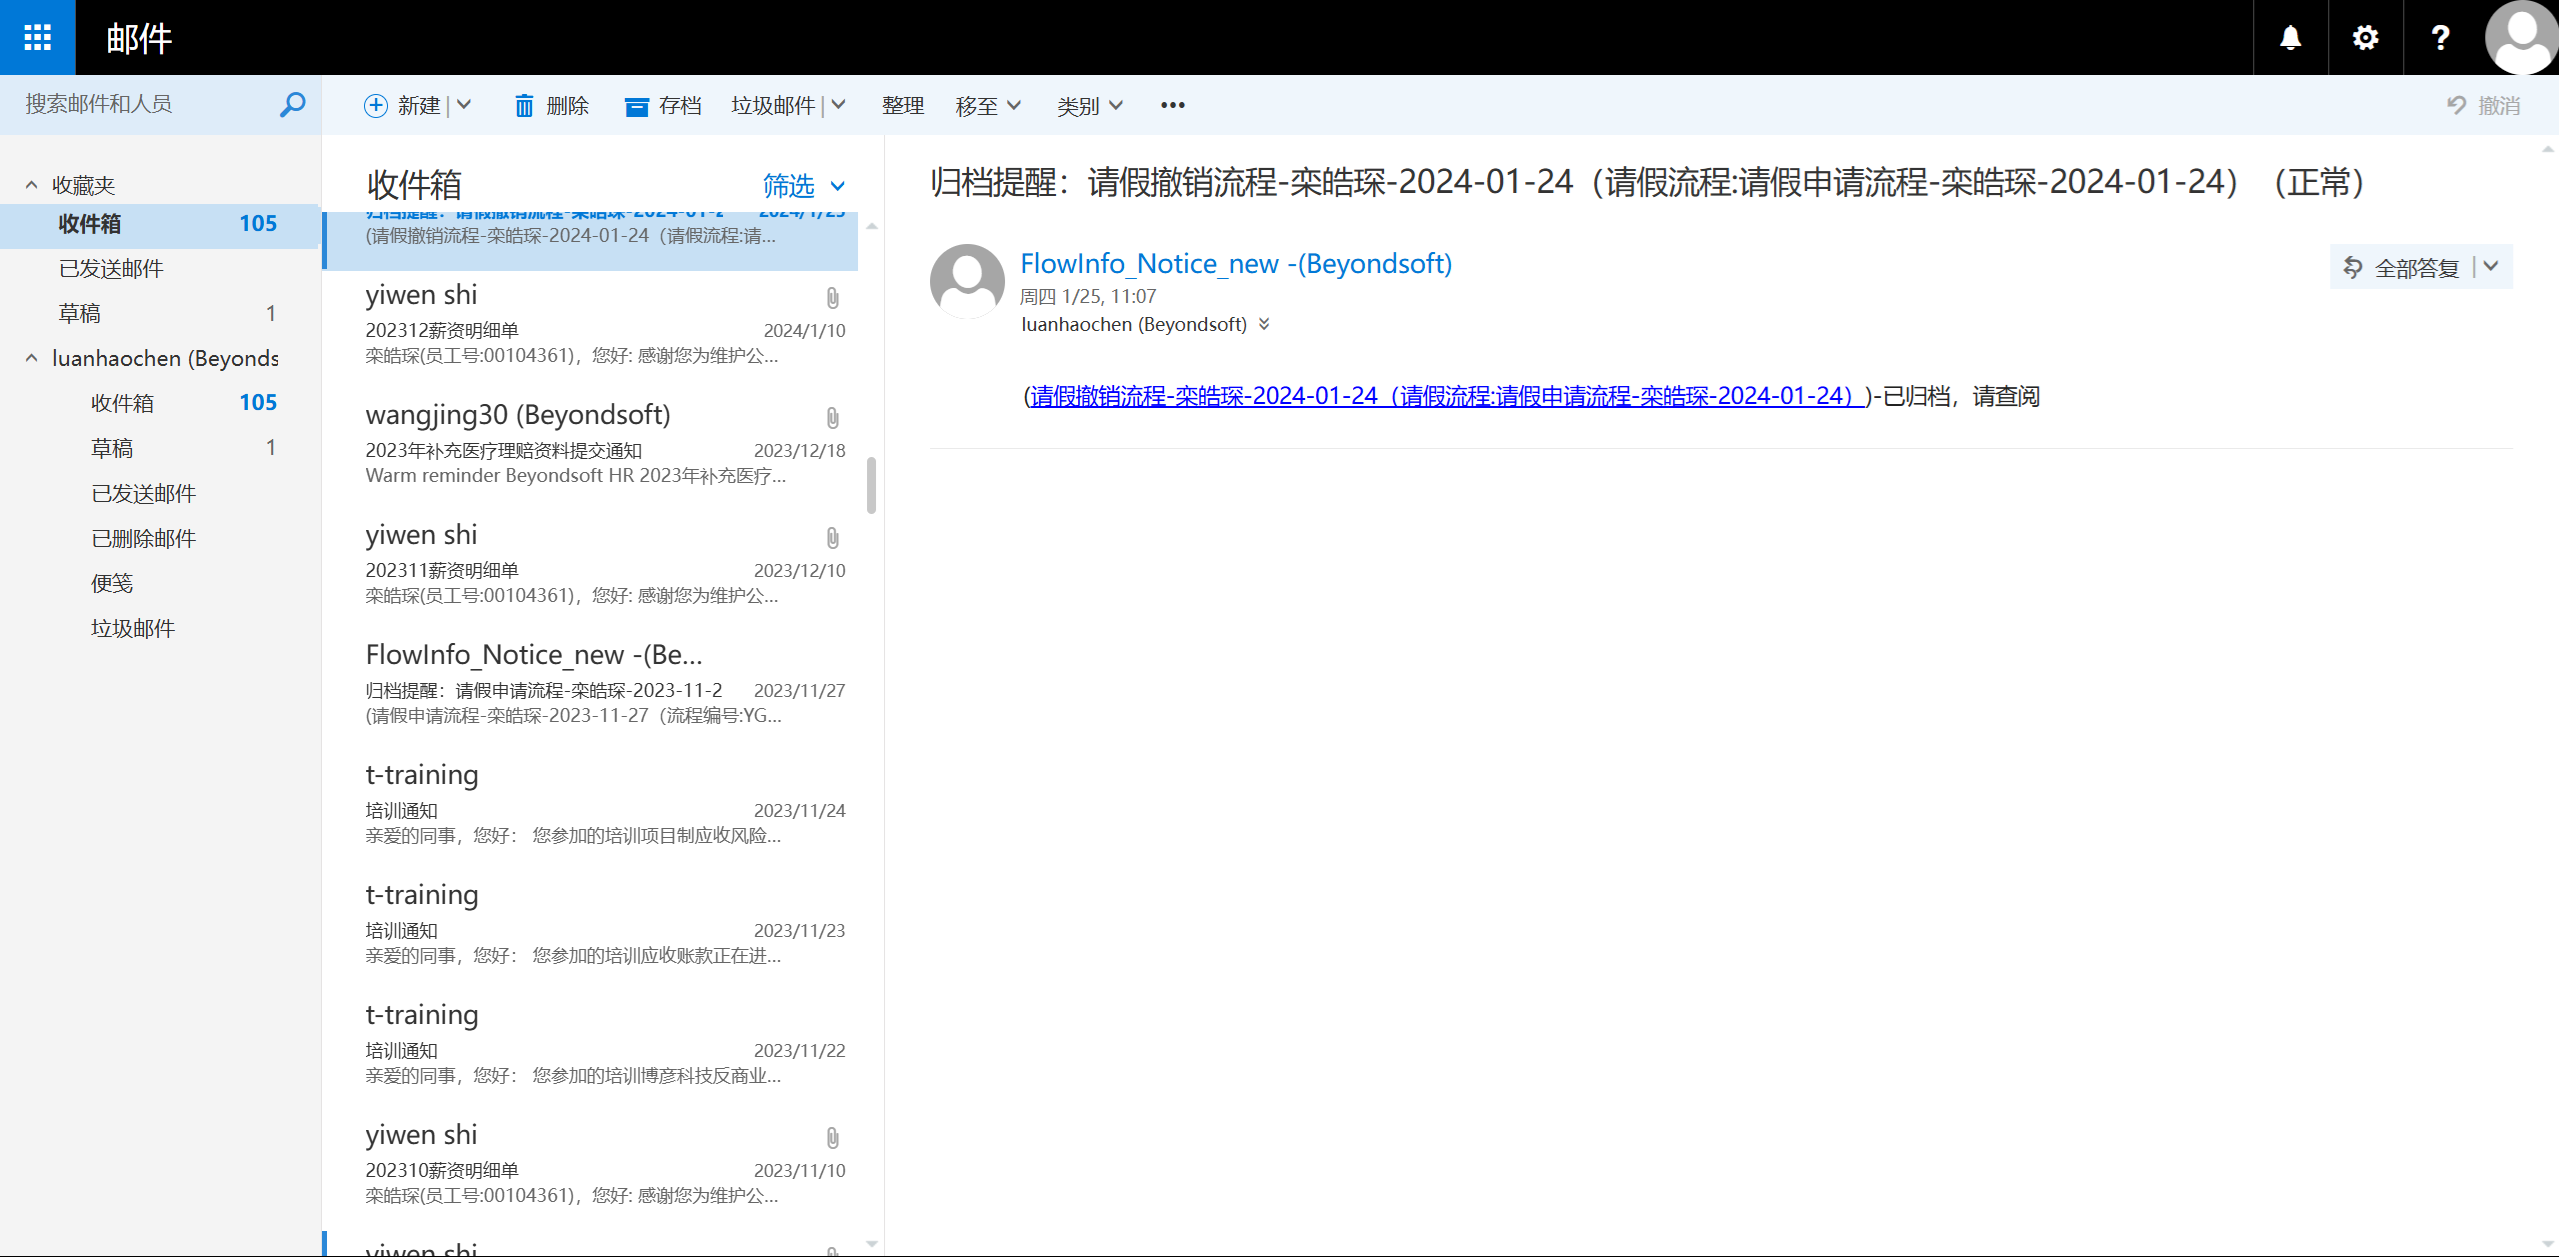 邮件
搜索邮件和人员
新建
删除
存档
垃圾邮件
整理
移至
类别
撤消
收藏夹
收件箱 105
已发送邮件
草稿 1
luanhaochen (Beyonds
收件箱 105
草稿 1
已发送邮件
已删除邮件
便笺
垃圾邮件
收件箱 筛选
归档提醒：请假撤销流程-栾皓琛-2024-01-2 2024/1/25
(请假撤销流程-栾皓琛-2024-01-24（请假流程:请...
yiwen shi
202312薪资明细单 2024/1/10
栾皓琛(员工号:00104361)，您好: 感谢您为维护公...
wangjing30 (Beyondsoft)
2023年补充医疗理赔资料提交通知 2023/12/18
Warm reminder Beyondsoft HR 2023年补充医疗...
yiwen shi
202311薪资明细单 2023/12/10
栾皓琛(员工号:00104361)，您好: 感谢您为维护公...
FlowInfo_Notice_new -(Be...
归档提醒：请假申请流程-栾皓琛-2023-11-2 2023/11/27
(请假申请流程-栾皓琛-2023-11-27（流程编号:YG...
t-training
培训通知 2023/11/24
亲爱的同事，您好： 您参加的培训项目制应收风险...
t-training
培训通知 2023/11/23
亲爱的同事，您好： 您参加的培训应收账款正在进...
t-training
培训通知 2023/11/22
亲爱的同事，您好： 您参加的培训博彦科技反商业...
yiwen shi
202310薪资明细单 2023/11/10
栾皓琛(员工号:00104361)，您好: 感谢您为维护公...
yiwen shi
归档提醒：请假撤销流程-栾皓琛-2024-01-24（请假流程:请假申请流程-栾皓琛-2024-01-24）（正常）
FlowInfo_Notice_new -(Beyondsoft)
周四 1/25, 11:07
luanhaochen (Beyondsoft)
全部答复
(请假撤销流程-栾皓琛-2024-01-24（请假流程:请假申请流程-栾皓琛-2024-01-24）)-已归档，请查阅